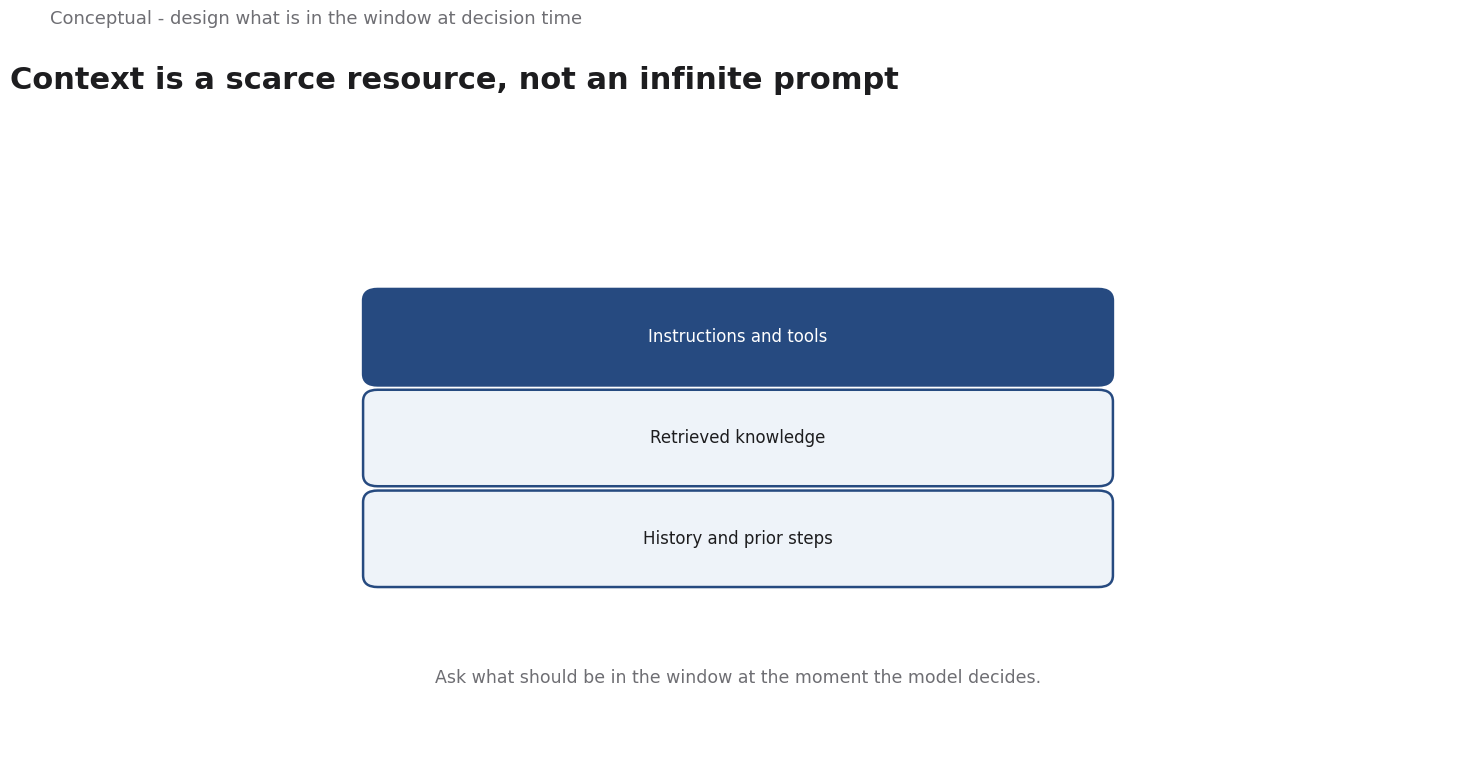 Conceptual - design what is in the window at decision time
Context is a scarce resource, not an infinite prompt
Instructions and tools
Retrieved knowledge
History and prior steps
Ask what should be in the window at the moment the model decides.